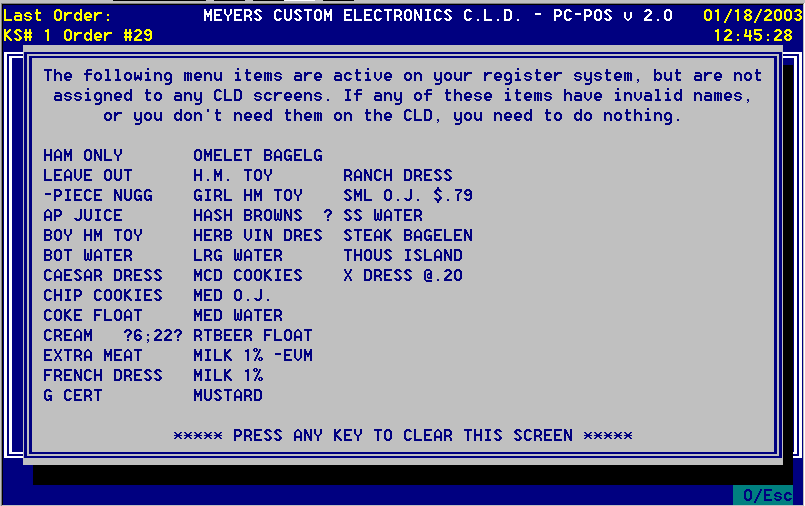 Last Order: MEYERS CUSTOM ELECTRONICS C.L.D. - PC-POS v 2.0 01/18/2003
KS# 1 Order #29 12:45:28
The following menu items are active on your register system, but are not
assigned to any CLD screens. If any of these items have invalid names,
or you don't need them on the CLD, you need to do nothing.
HAM ONLY OMELET BAGELG
LEAVE OUT H.M. TOY RANCH DRESS
-PIECE NUGG GIRL HM TOY SML O.J. $.79
AP JUICE HASH BROWNS ? SS WATER
BOY HM TOY HERB VIN DRES STEAK BAGELEN
BOT WATER LRG WATER THOUS ISLAND
CAESAR DRESS MCD COOKIES X DRESS @.20
CHIP COOKIES MED O.J.
COKE FLOAT MED WATER
CREAM ?6;22? RTBEER FLOAT
EXTRA MEAT MILK 1% -EVM
FRENCH DRESS MILK 1%
G CERT MUSTARD
***** PRESS ANY KEY TO CLEAR THIS SCREEN *****
O/Esc